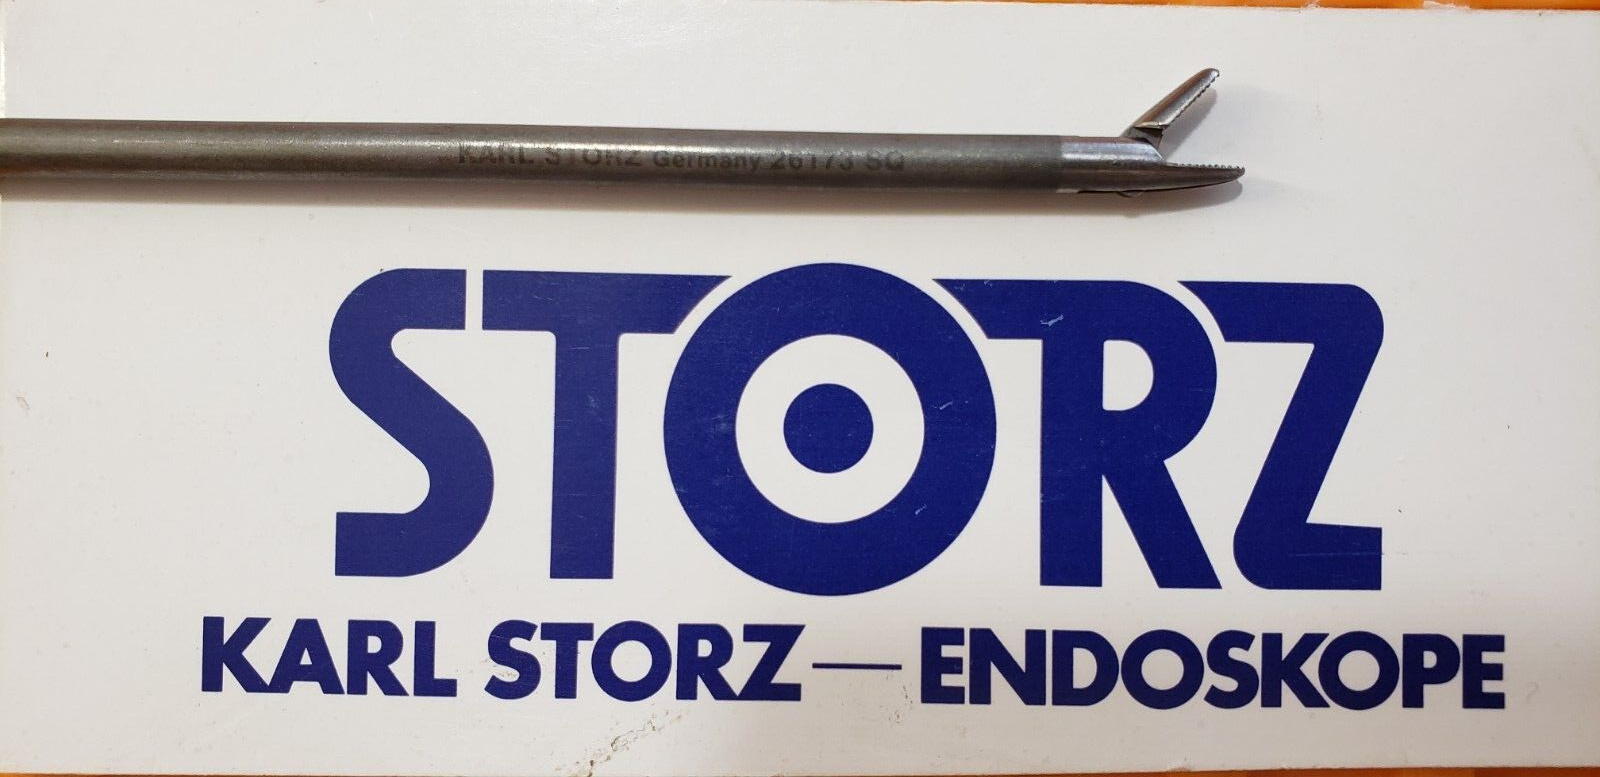 KARL STORZ Germany 26173 SQ
STORZ
KARL STORZ — ENDOSKOPE